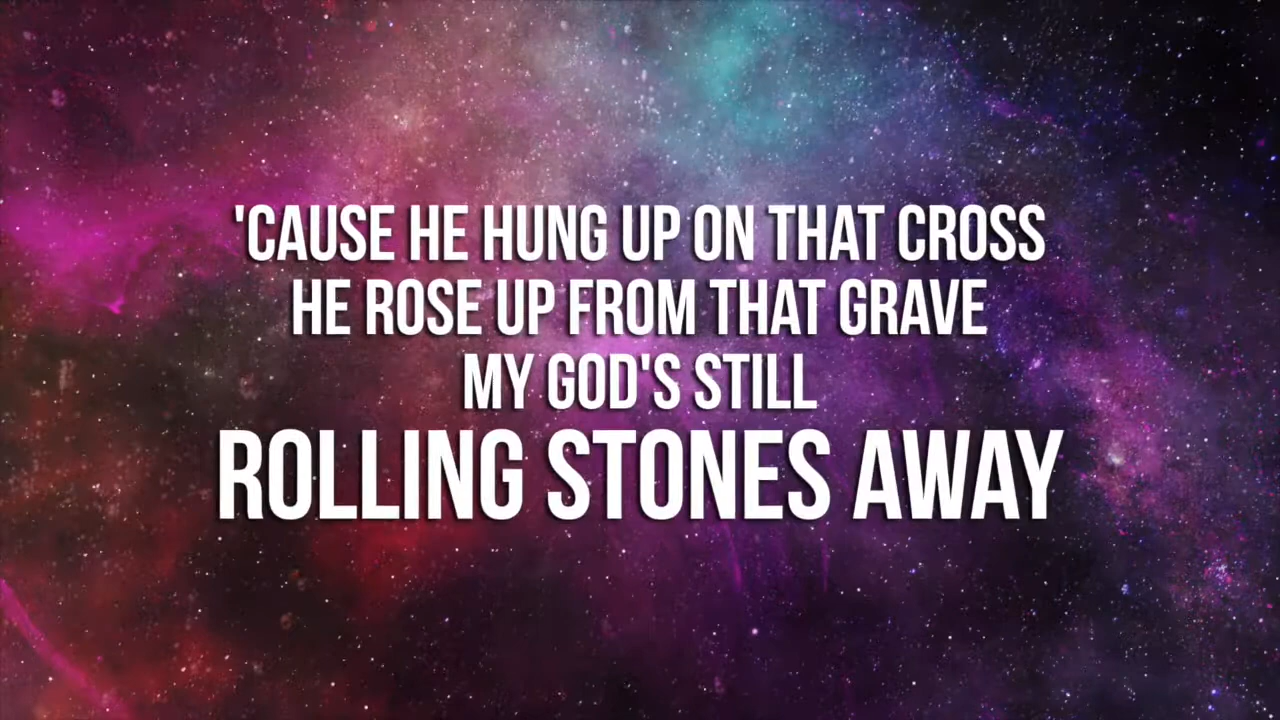 'CAUSE HE HUNG UP ON THAT CROSS
HE ROSE UP FROM THAT GRAVE
MY GOD'S STILL
ROLLING STONES AWAY